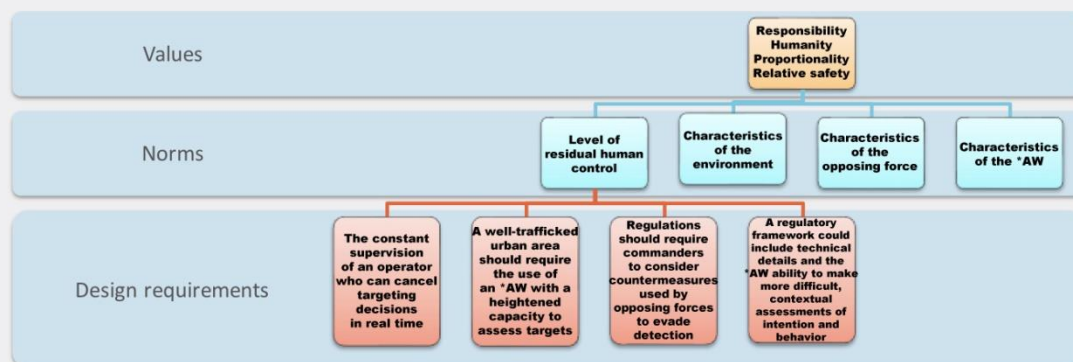 Values
Responsibility
Humanity
Proportionality
Relative safety
Norms
Level of
residual human
control
Characteristics
of the
environment
Characteristics
of the
opposing force
Characteristics
of the *AW
Design requirements
The constant
supervision
of an operator
who can cancel
targeting
decisions
in real time
A well-trafficked
urban area
should require
the use of
an *AW with a
heightened
capacity to
assess targets
Regulations
should require
commanders
to consider
countermeasures
used by
opposing forces
to evade
detection
A regulatory
framework could
include technical
details and the
*AW ability to make
more difficult,
contextual
assessments of
intention and
behavior